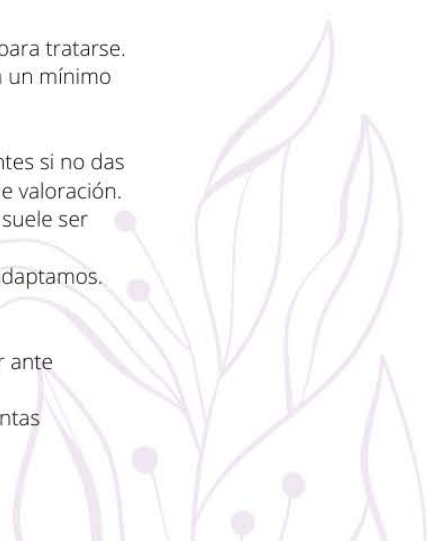 para tratarse.
un mínimo
ntes si no das
e valoración.
suele ser
daptamos.
r ante
ntas